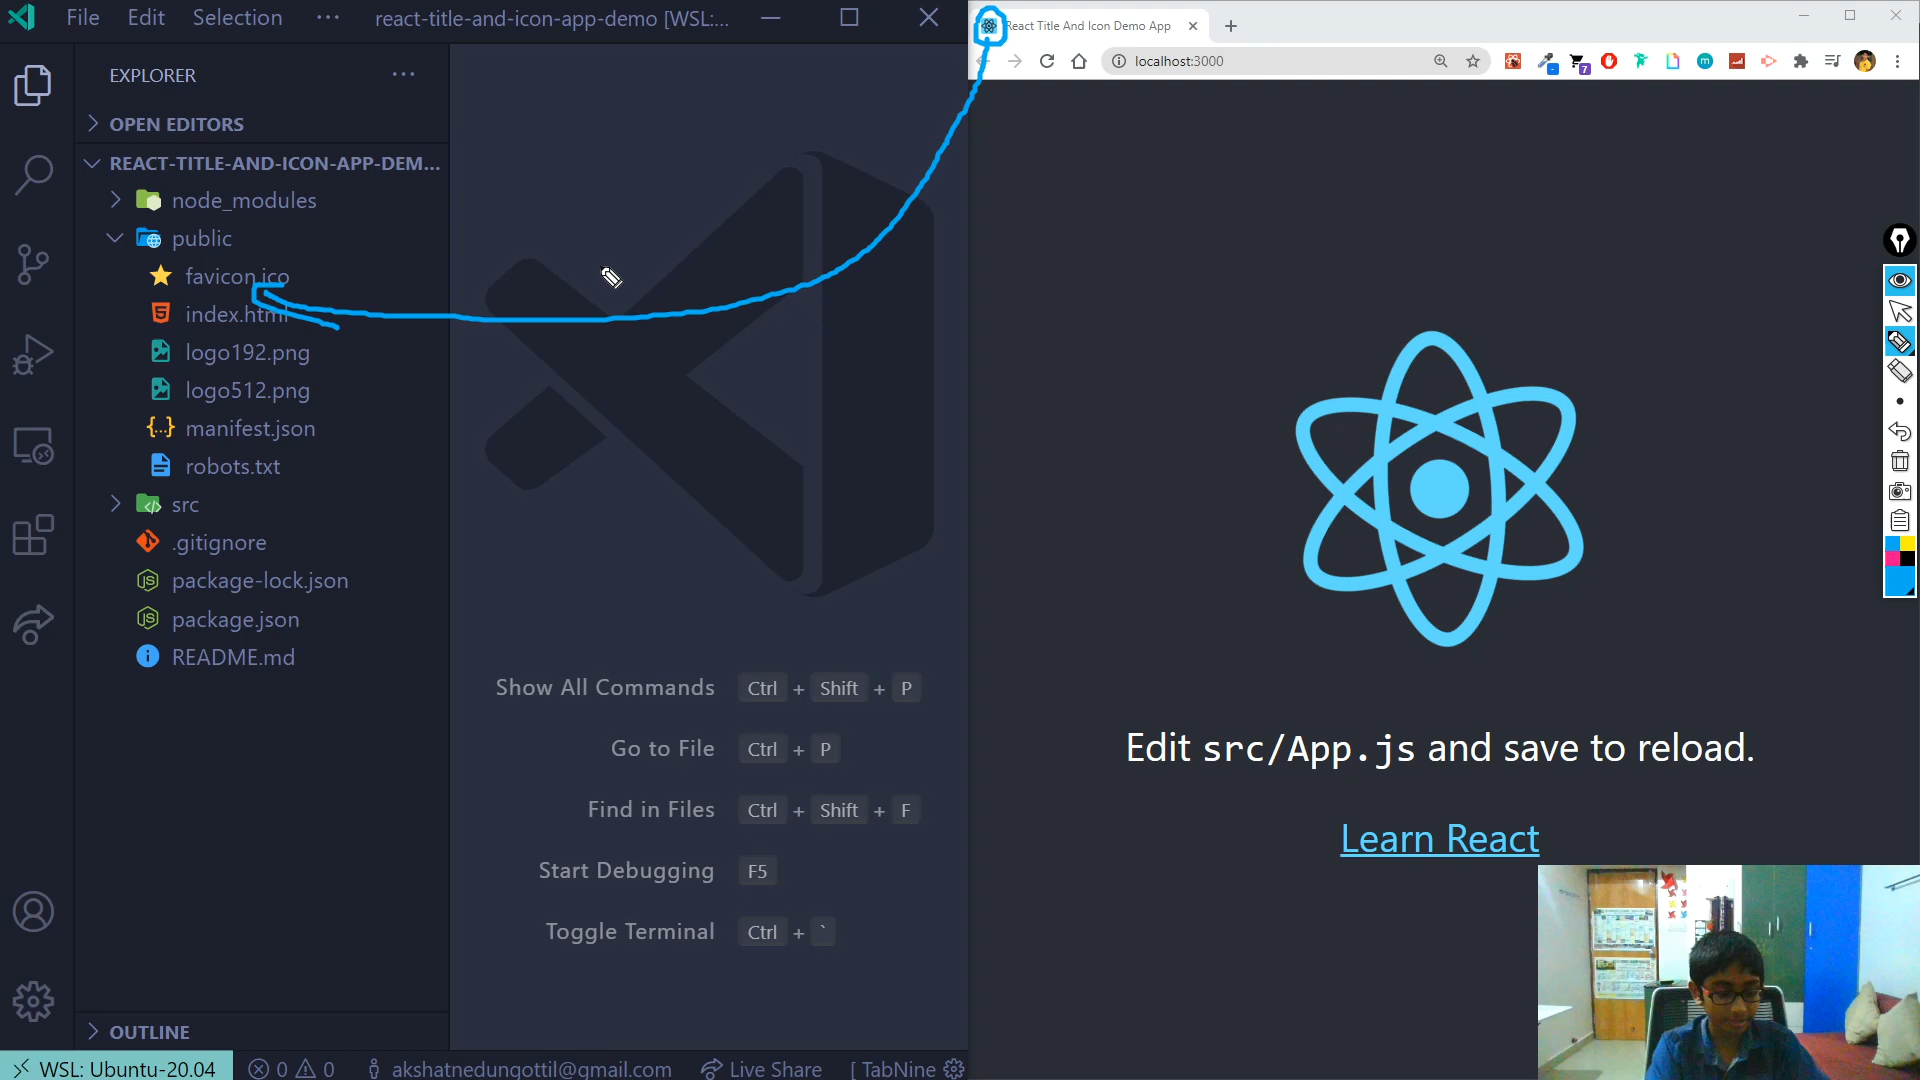 File Edit Selection ··· react-title-and-icon-app-demo [WSL:...
EXPLORER ···
OPEN EDITORS
REACT-TITLE-AND-ICON-APP-DEM...
node_modules
public
favicon.ico
index.html
logo192.png
logo512.png
manifest.json
robots.txt
src
.gitignore
package-lock.json
package.json
README.md
OUTLINE
Show All Commands Ctrl + Shift + P
Go to File Ctrl + P
Find in Files Ctrl + Shift + F
Start Debugging F5
Toggle Terminal Ctrl + `
WSL: Ubuntu-20.04 0 0 akshatnedungottil@gmail.com Live Share [ TabNine
React Title And Icon Demo App
localhost:3000
7
m
Edit src/App.js and save to reload.
Learn React